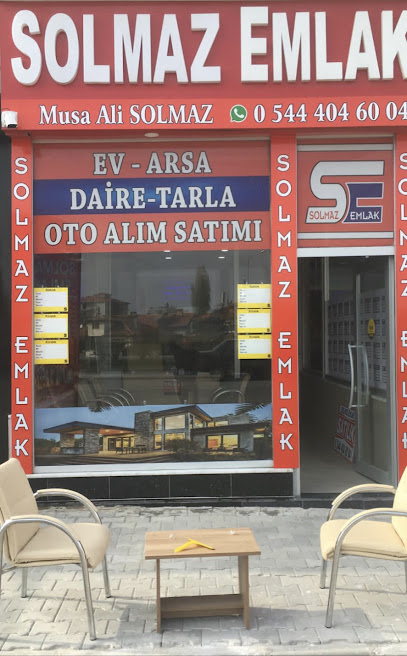 SOLMAZ EMLAK
Musa Ali SOLMAZ 0 544 404 60 04
EV - ARSA
DAİRE-TARLA
OTO ALIM SATIMI
SE
SOLMAZ EMLAK
SOLMAZ EMLAK
SOLMAZ EMLAK